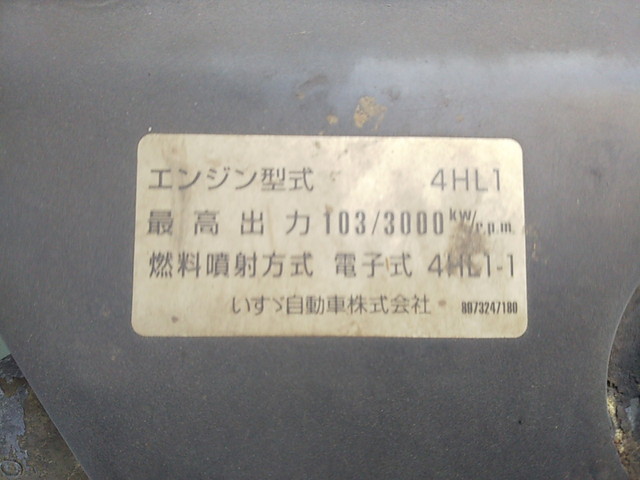 エンジン型式 4HL1
最高出力 103/3000 kw/r.p.m
燃料噴射方式 電子式 4HL1-1
いすゞ自動車株式会社 8073247180